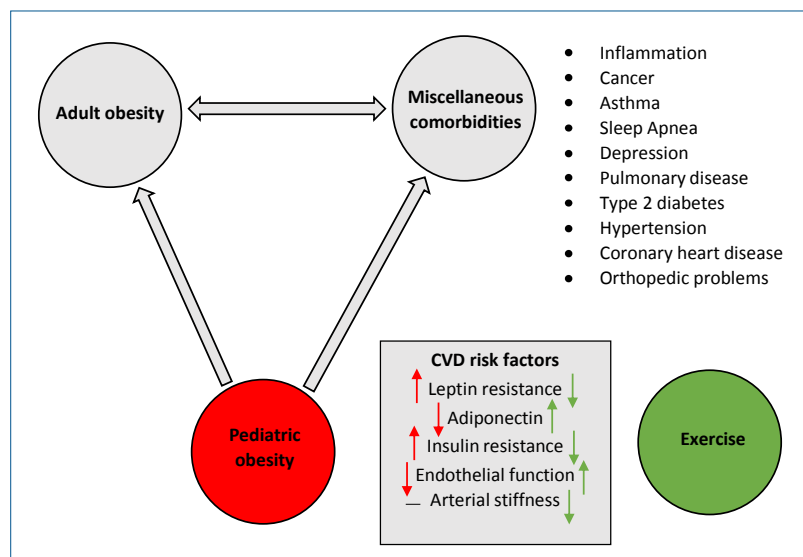 Adult obesity
Miscellaneous
comorbidities
• Inflammation
• Cancer
• Asthma
• Sleep Apnea
• Depression
• Pulmonary disease
• Type 2 diabetes
• Hypertension
• Coronary heart disease
• Orthopedic problems
Pediatric
obesity
CVD risk factors
Leptin resistance
Adiponectin
Insulin resistance
Endothelial function
— Arterial stiffness
Exercise